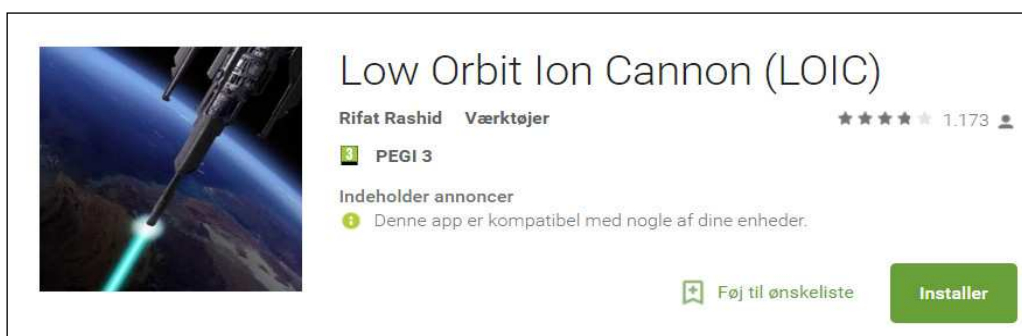 Low Orbit Ion Cannon (LOIC)
Rifat Rashid Værktøjer 1.173
3 PEGI 3
Indeholder annoncer
Denne app er kompatibel med nogle af dine enheder.
Føj til ønskeliste Installer